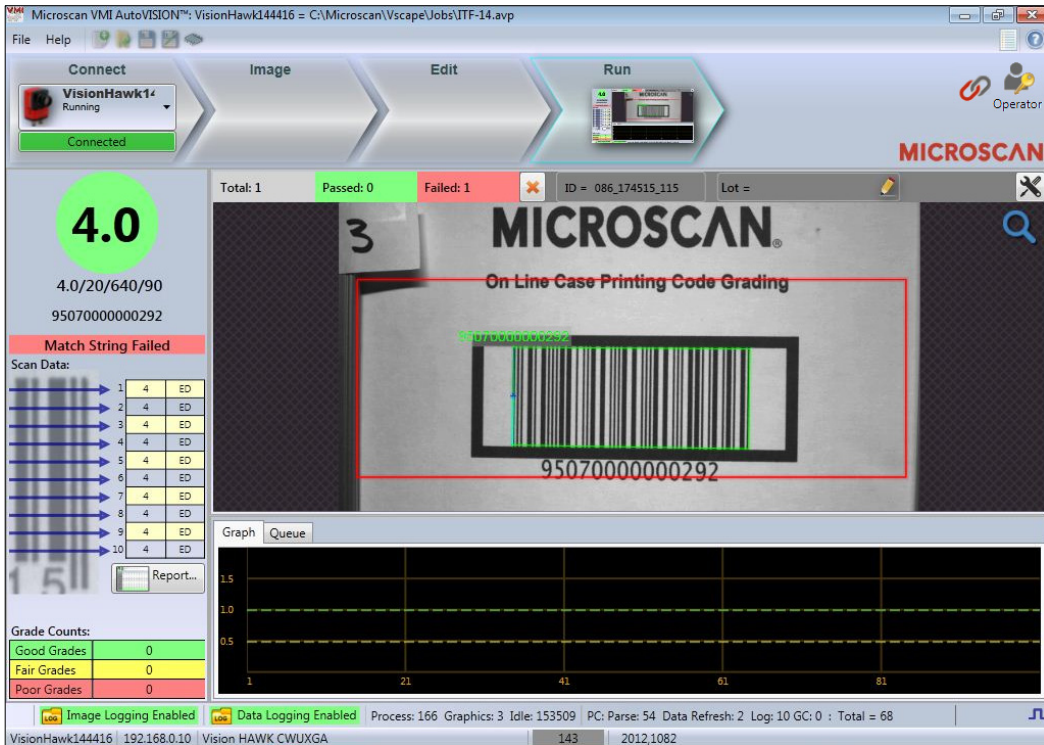 VMI Microscan VMI AutoVISION™: VisionHawk144416 = C:\Microscan\Vscape\Jobs\ITF-14.avp
File Help
Connect Image Edit Run
VisionHawk14
Running
Connected
Operator
MICROSCAN
Total: 1 Passed: 0 Failed: 1 ID = 086_174515_115 Lot =
4.0
4.0/20/640/90
95070000000292
Match String Failed
Scan Data:
1 4 ED
2 4 ED
3 4 ED
4 4 ED
5 4 ED
6 4 ED
7 4 ED
8 4 ED
9 4 ED
10 4 ED
15
Report...
Grade Counts:
Good Grades 0
Fair Grades 0
Poor Grades 0
3
MICROSCAN®
On Line Case Printing Code Grading
95070000000292
95070000000292
Graph Queue
1.5
1.0
0.5
1 21 41 61 81
LOG Image Logging Enabled LOG Data Logging Enabled Process: 166 Graphics: 3 Idle: 153509 PC: Parse: 54 Data Refresh: 2 Log: 10 GC: 0 : Total = 68
VisionHawk144416 192.168.0.10 Vision HAWK CWUXGA 143 2012,1082